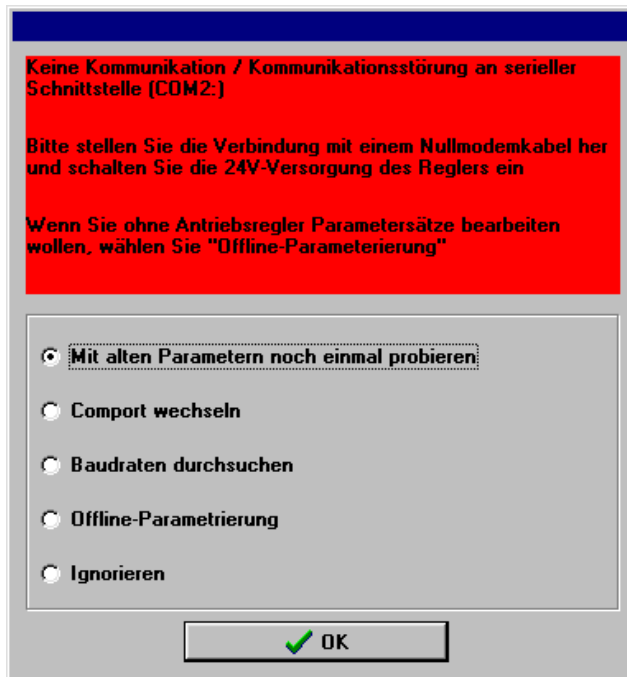 Keine Kommunikation / Kommunikationsstörung an serieller
Schnittstelle (COM2:)
Bitte stellen Sie die Verbindung mit einem Nullmodemkabel her
und schalten Sie die 24V-Versorgung des Reglers ein
Wenn Sie ohne Antriebsregler Parametersätze bearbeiten
wollen, wählen Sie "Offline-Parameterierung"
Mit alten Parametern noch einmal probieren
Comport wechseln
Baudraten durchsuchen
Offline-Parametrierung
Ignorieren
OK